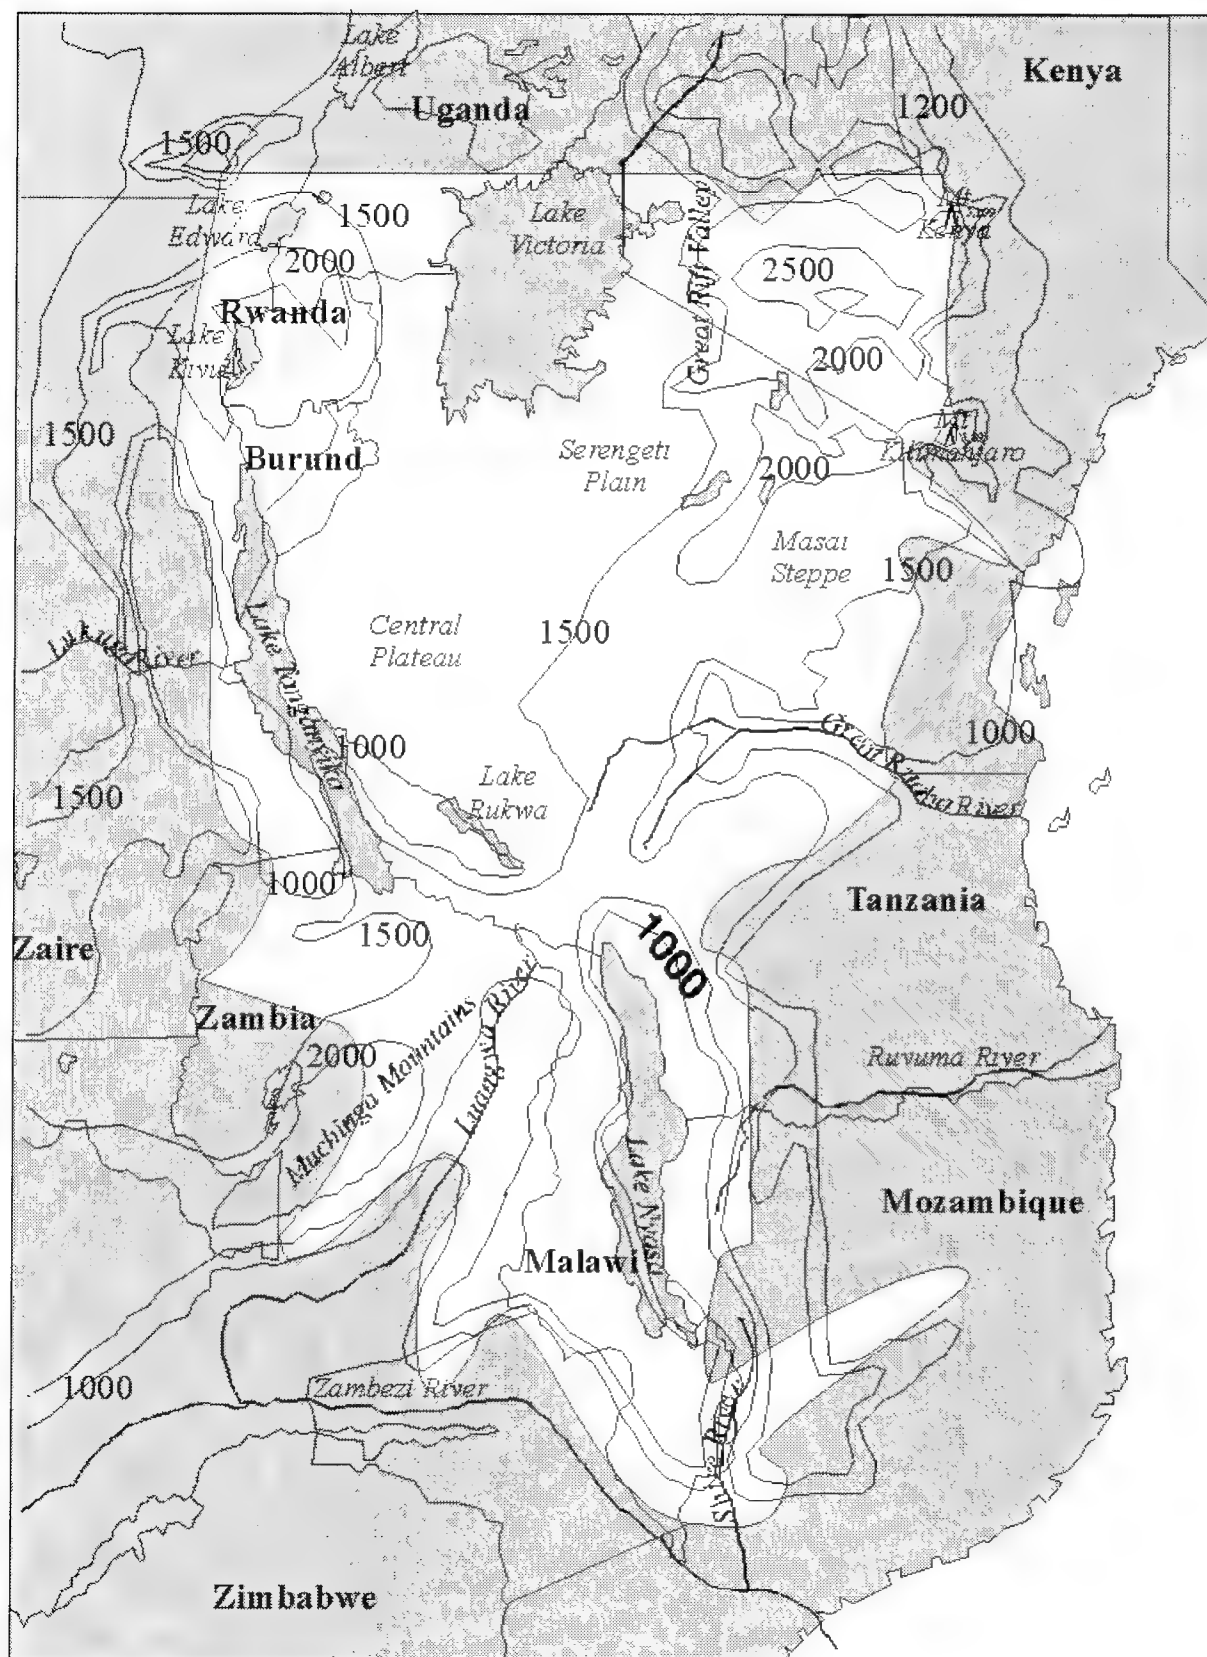 Lake
Albert
Kenya
Uganda
1200
1500
Lake
Edward
1500
Lake
Victoria
Mt
Kenya
2000
Great Rift Valley
2500
Rwanda
Lake
Kivu
2000
1500
Burund
Serengeti
Plain
2000
Mt
Kilimanjaro
Masai
Steppe
1500
Lukuga River
Lake Tanganyika
Central
Plateau
1500
1000
Great Ruaha River
1000
1500
Lake
Rukwa
1000
Tanzania
1500
1000
Zaire
Zambia
2000
Muchinga Mountains
Luangwa River
Ruvuma River
Lake Nyasa
Mozambique
Malawi
1000
Zambezi River
Shire River
Zimbabwe